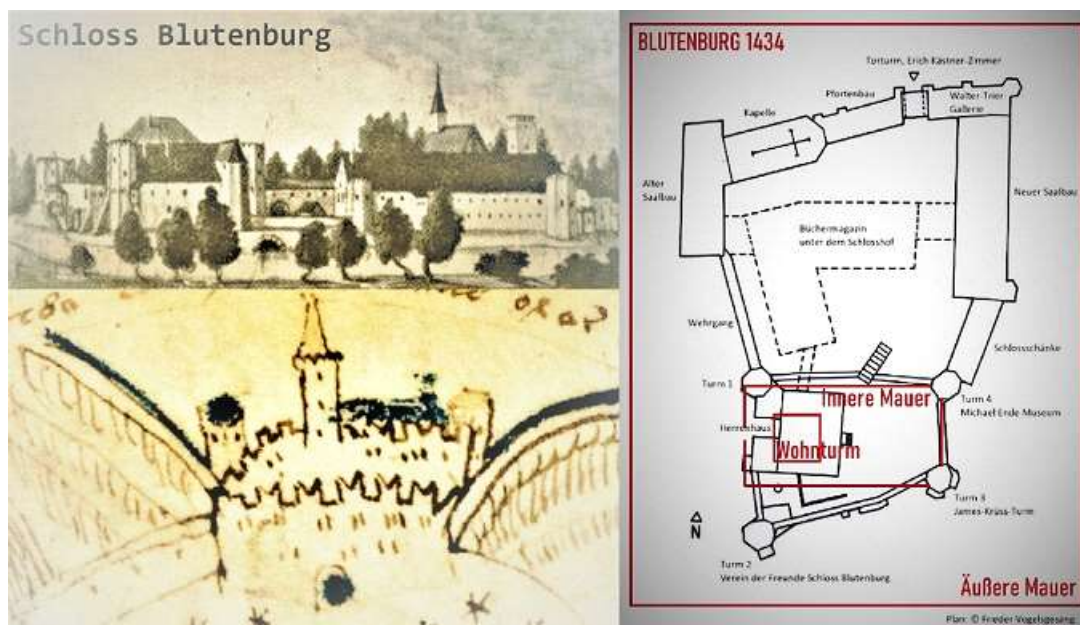 Schloss Blutenburg
BLUTENBURG 1434
Torturm, Erich Kästner-Zimmer
Pfortenbau
Walter-Trier
Gallerie
Kapelle
Alter
Saalbau
Neuer Saalbau
Büchermagazin
unter dem Schlosshof
Wehrgang
Schlossschänke
Turm 1
Innere Mauer
Turm 4
Michael Ende Museum
Herrenhaus
Wohnturm
Turm 3
James-Krüss-Turm
N
Turm 2
Verein der Freunde Schloss Blutenburg
Äußere Mauer
Plan: © Frieder Vogelsgesang